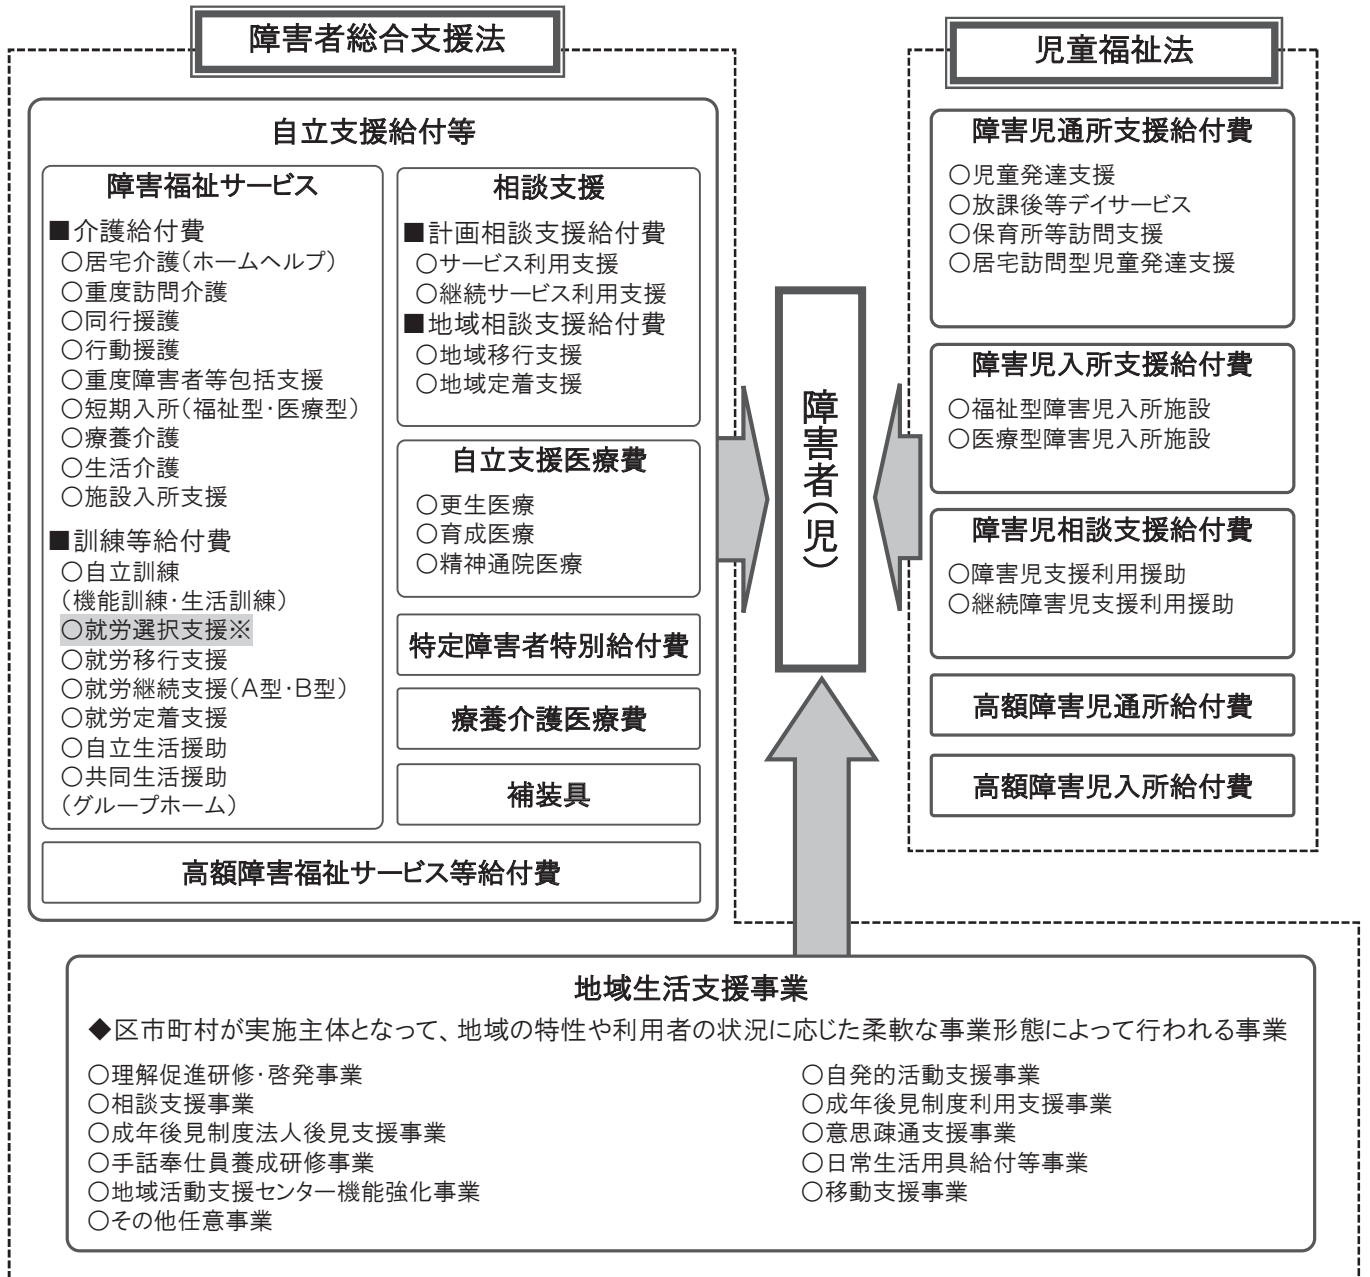 障害者総合支援法
自立支援給付等
障害福祉サービス
■介護給付費
○居宅介護(ホームヘルプ)
○重度訪問介護
○同行援護
○行動援護
○重度障害者等包括支援
○短期入所(福祉型・医療型)
○療養介護
○生活介護
○施設入所支援
■訓練等給付費
○自立訓練
(機能訓練・生活訓練)
○就労選択支援※
○就労移行支援
○就労継続支援(A型・B型)
○就労定着支援
○自立生活援助
○共同生活援助
(グループホーム)
相談支援
■計画相談支援給付費
○サービス利用支援
○継続サービス利用支援
■地域相談支援給付費
○地域移行支援
○地域定着支援
自立支援医療費
○更生医療
○育成医療
○精神通院医療
特定障害者特別給付費
療養介護医療費
補装具
高額障害福祉サービス等給付費
障害者(児)
児童福祉法
障害児通所支援給付費
○児童発達支援
○放課後等デイサービス
○保育所等訪問支援
○居宅訪問型児童発達支援
障害児入所支援給付費
○福祉型障害児入所施設
○医療型障害児入所施設
障害児相談支援給付費
○障害児支援利用援助
○継続障害児支援利用援助
高額障害児通所給付費
高額障害児入所給付費
地域生活支援事業
◆区市町村が実施主体となって、地域の特性や利用者の状況に応じた柔軟な事業形態によって行われる事業
○理解促進研修・啓発事業
○相談支援事業
○成年後見制度法人後見支援事業
○手話奉仕員養成研修事業
○地域活動支援センター機能強化事業
○その他任意事業
○自発的活動支援事業
○成年後見制度利用支援事業
○意思疎通支援事業
○日常生活用具給付等事業
○移動支援事業